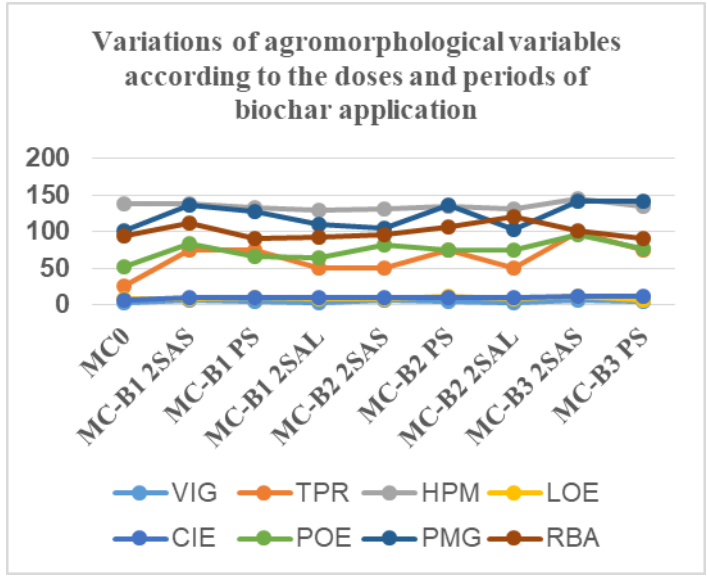 Variations of agromorphological variables
according to the doses and periods of
biochar application
200
150
100
50
0
MC0
MC-B1 2SAS
MC-B1 PS
MC-B1 2SAL
MC-B2 2SAS
MC-B2 PS
MC-B2 2SAL
MC-B3 2SAS
MC-B3 PS
VIG TPR HPM LOE
CIE POE PMG RBA